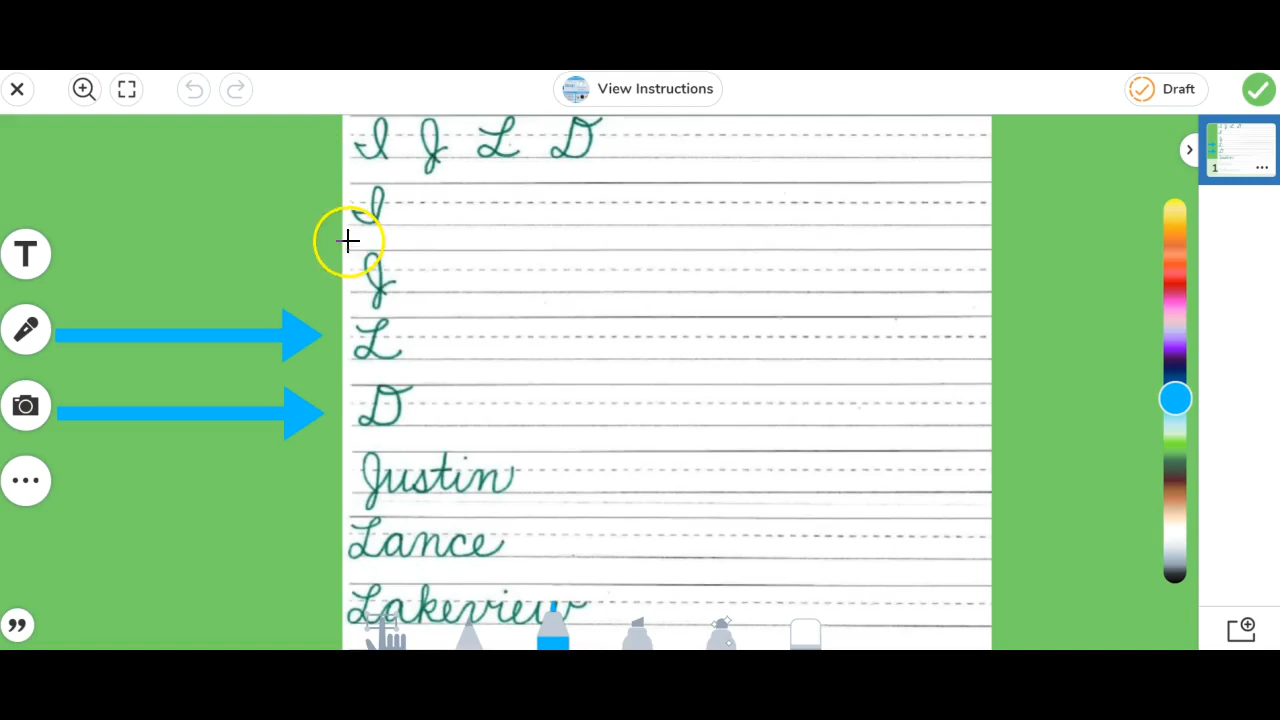 View Instructions
Draft
I J L D
I
J
L
D
Justin
Lance
Lakeview
T
1